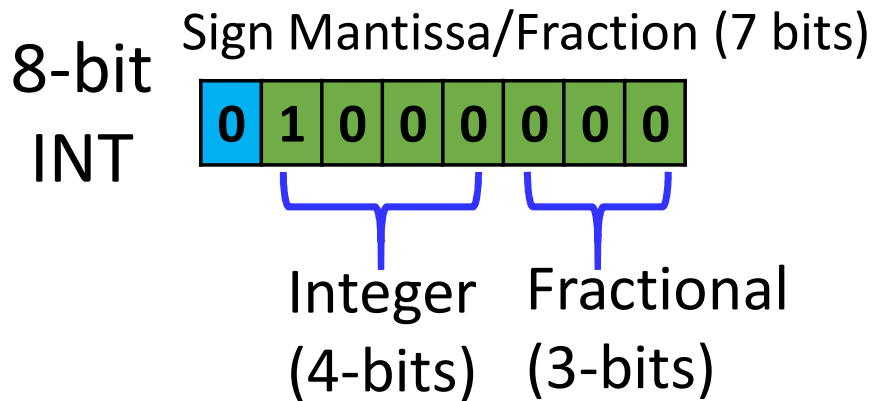 Sign Mantissa/Fraction (7 bits)
8-bit
INT
0 1 0 0 0 0 0 0
Integer
(4-bits)
Fractional
(3-bits)